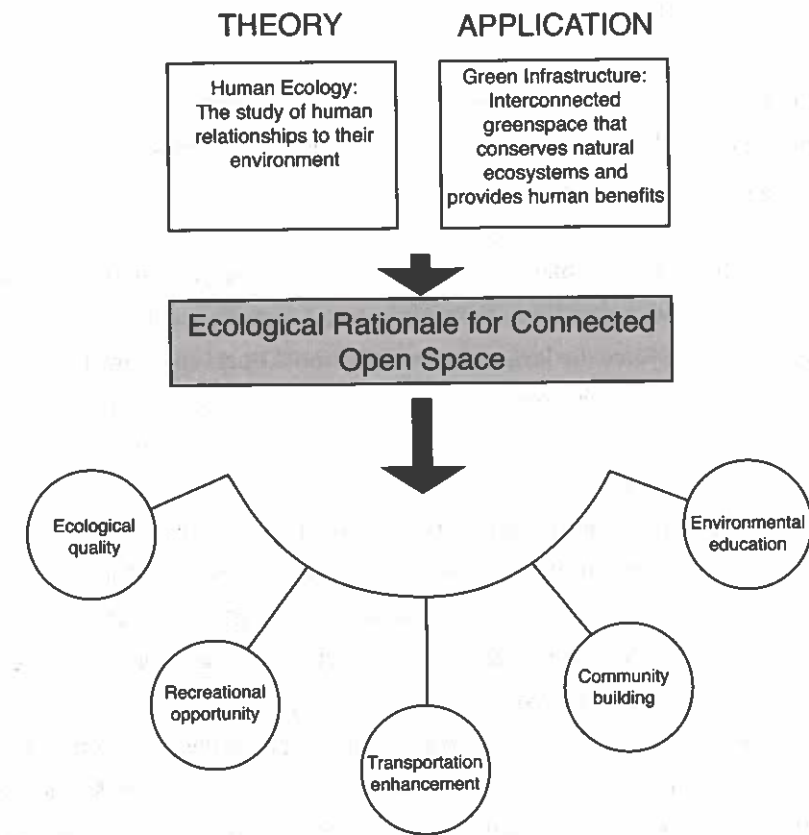 THEORY
APPLICATION
Human Ecology:
The study of human
relationships to their
environment
Green Infrastructure:
Interconnected
greenspace that
conserves natural
ecosystems and
provides human benefits
Ecological Rationale for Connected
Open Space
Ecological
quality
Recreational
opportunity
Transportation
enhancement
Community
building
Environmental
education